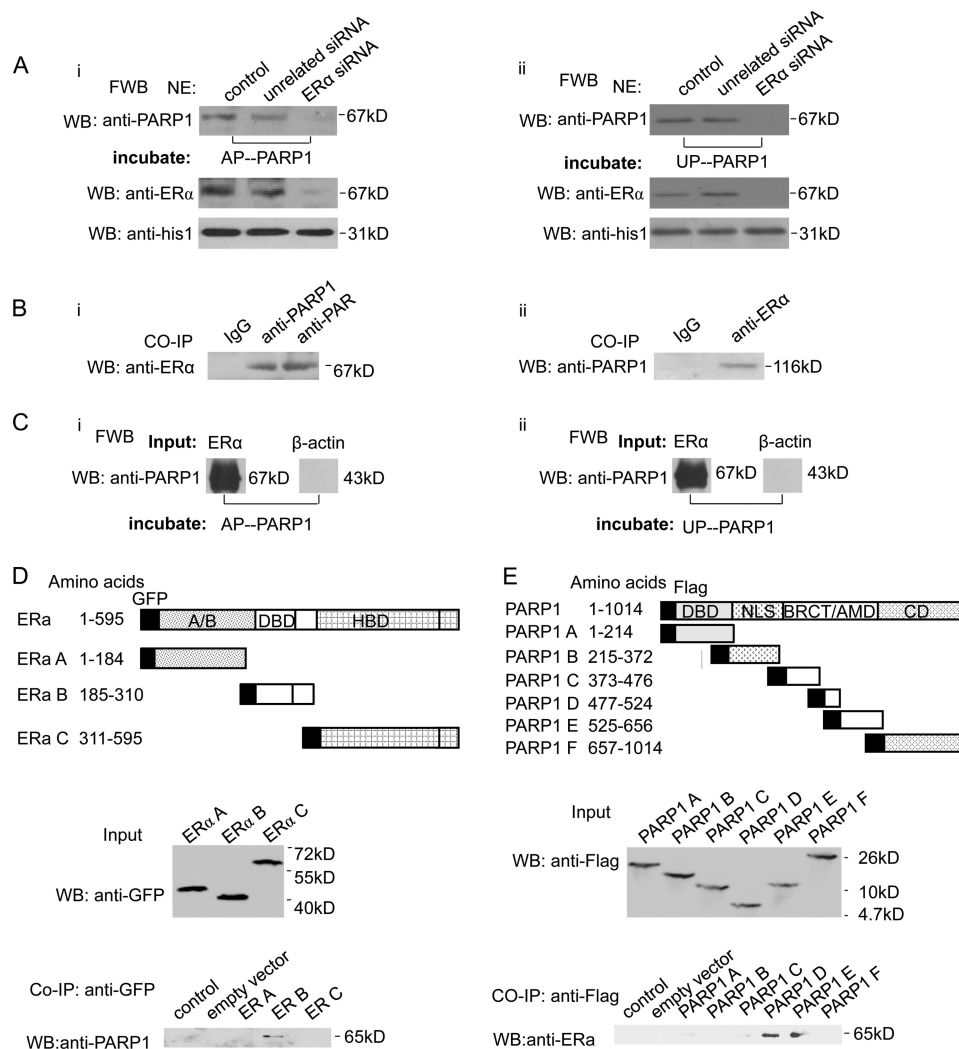 A
i
FWB NE:
control
unrelated siRNA
ERα siRNA
WB: anti-PARP1
-67kD
incubate: AP--PARP1
WB: anti-ERα
-67kD
WB: anti-his1
-31kD
ii
FWB NE:
control
unrelated siRNA
ERα siRNA
WB: anti-PARP1
-67kD
incubate: UP--PARP1
WB: anti-ERα
-67kD
WB: anti-his1
-31kD
B
i
CO-IP
IgG
anti-PARP1
anti-PAR
WB: anti-ERα
-67kD
ii
CO-IP
IgG
anti-ERα
WB: anti-PARP1
-116kD
C
i
FWB Input: ERα β-actin
WB: anti-PARP1 67kD 43kD
incubate: AP--PARP1
ii
FWB Input: ERα β-actin
WB: anti-PARP1 67kD 43kD
incubate: UP--PARP1
D
Amino acids
GFP
ERa 1-595 A/B DBD HBD
ERa A 1-184
ERa B 185-310
ERa C 311-595
Input
ERα A
ERα B
ERα C
WB: anti-GFP
-72kD
55kD
- 40kD
Co-IP: anti-GFP
control
empty vector
ER A
ER B
ER C
WB:anti-PARP1
- 65kD
E
Amino acids Flag
PARP1 1-1014 DBD NLS BRCT/AMD CD
PARP1 A 1-214
PARP1 B 215-372
PARP1 C 373-476
PARP1 D 477-524
PARP1 E 525-656
PARP1 F 657-1014
Input
PARP1 A
PARP1 B
PARP1 C
PARP1 D
PARP1 E
PARP1 F
WB: anti-Flag
- 26kD
- 10kD
- 4.7kD
CO-IP: anti-Flag
control
empty vector
PARP1 A
PARP1 B
PARP1 C
PARP1 D
PARP1 E
PARP1 F
WB:anti-ERa
- 65kD